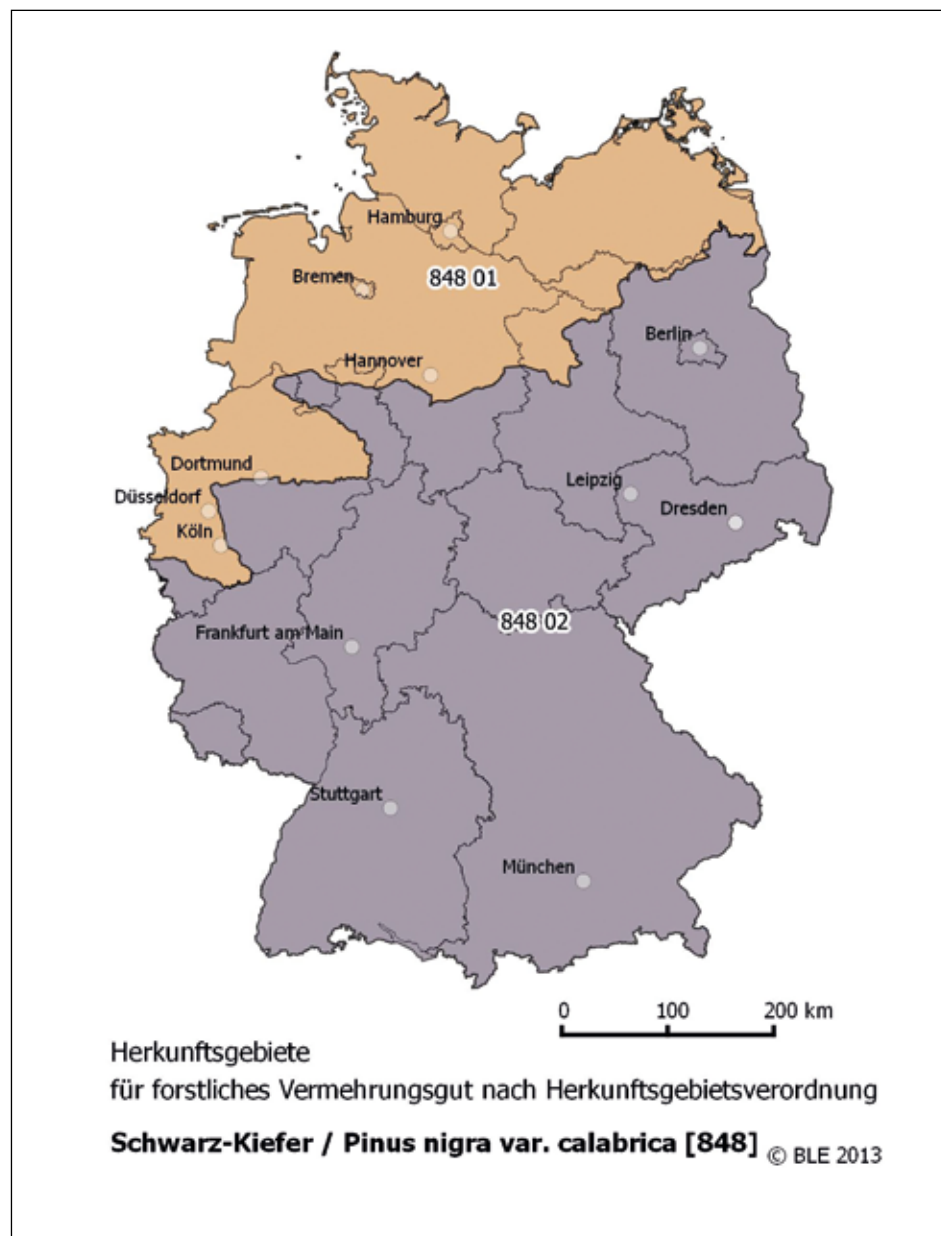 Hamburg
848 01
Bremen
Berlin
Hannover
Dortmund
Leipzig
Düsseldorf
Dresden
Köln
848 02
Frankfurt am Main
Stuttgart
München
0 100 200 km
Herkunftsgebiete
für forstliches Vermehrungsgut nach Herkunftsgebietsverordnung
Schwarz-Kiefer / Pinus nigra var. calabrica [848] © BLE 2013